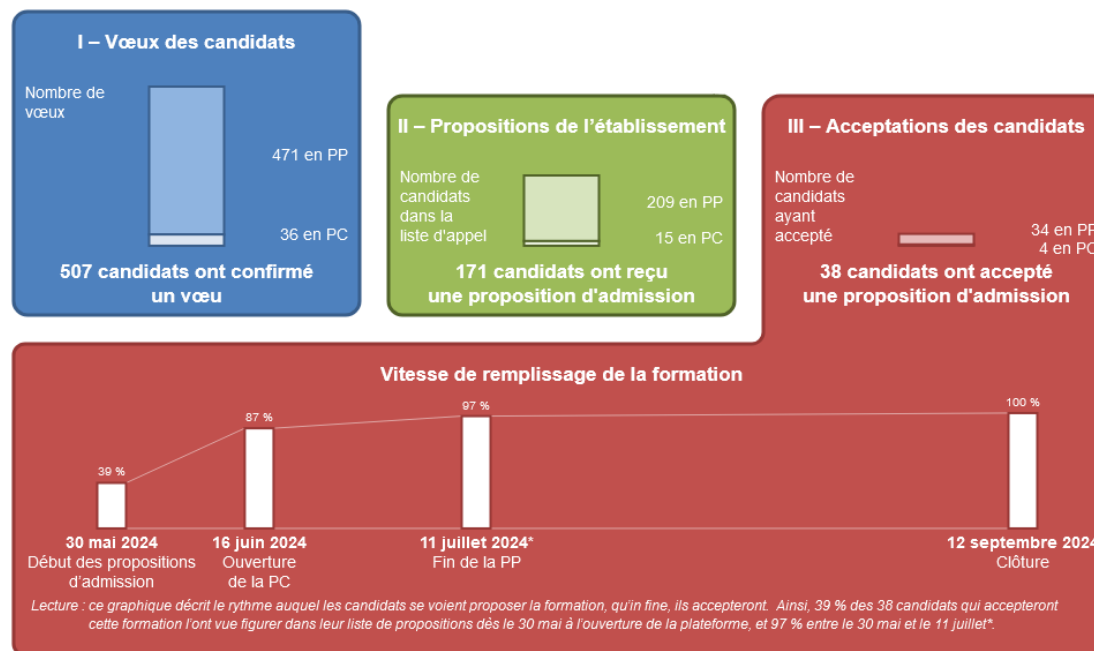 I – Vœux des candidats
Nombre de
vœux
471 en PP
36 en PC
507 candidats ont confirmé
un vœu
II – Propositions de l'établissement
Nombre de
candidats
dans la
liste d'appel
209 en PP
15 en PC
171 candidats ont reçu
une proposition d'admission
III – Acceptations des candidats
Nombre de
candidats
ayant
accepté
34 en PP
4 en PC
38 candidats ont accepté
une proposition d'admission
Vitesse de remplissage de la formation
39 %
87 %
97 %
100 %
30 mai 2024
Début des propositions
d'admission
16 juin 2024
Ouverture
de la PC
11 juillet 2024*
Fin de la PP
12 septembre 2024
Clôture
Lecture : ce graphique décrit le rythme auquel les candidats se voient proposer la formation, qu'in fine, ils accepteront. Ainsi, 39 % des 38 candidats qui accepteront
cette formation l'ont vue figurer dans leur liste de propositions dès le 30 mai à l'ouverture de la plateforme, et 97 % entre le 30 mai et le 11 juillet*.